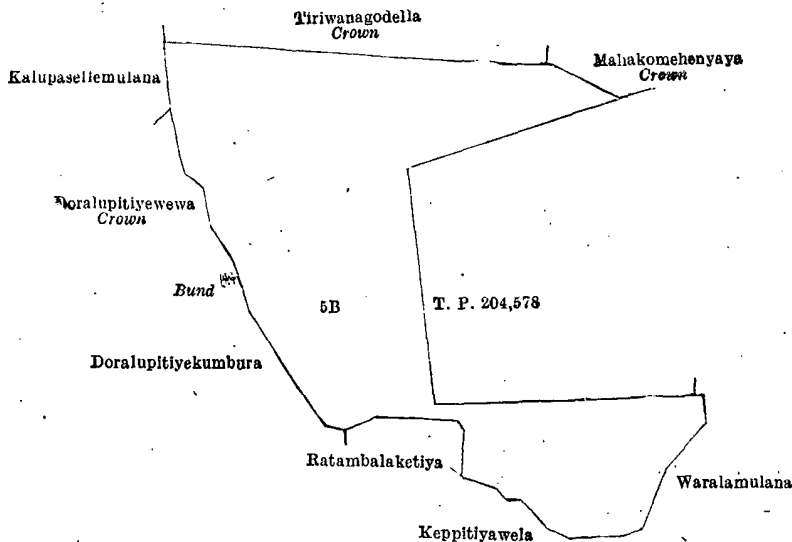 Tiriwanagodella
Crown
Mahakomehenyaya
Crown
Kalupaseliemulana
Doralupitiyewewa
Crown
Bund
5B
T. P. 204,578
Doralupitiyekumbura
Ratambalaketiya
Waralamulana
Keppitiyawela